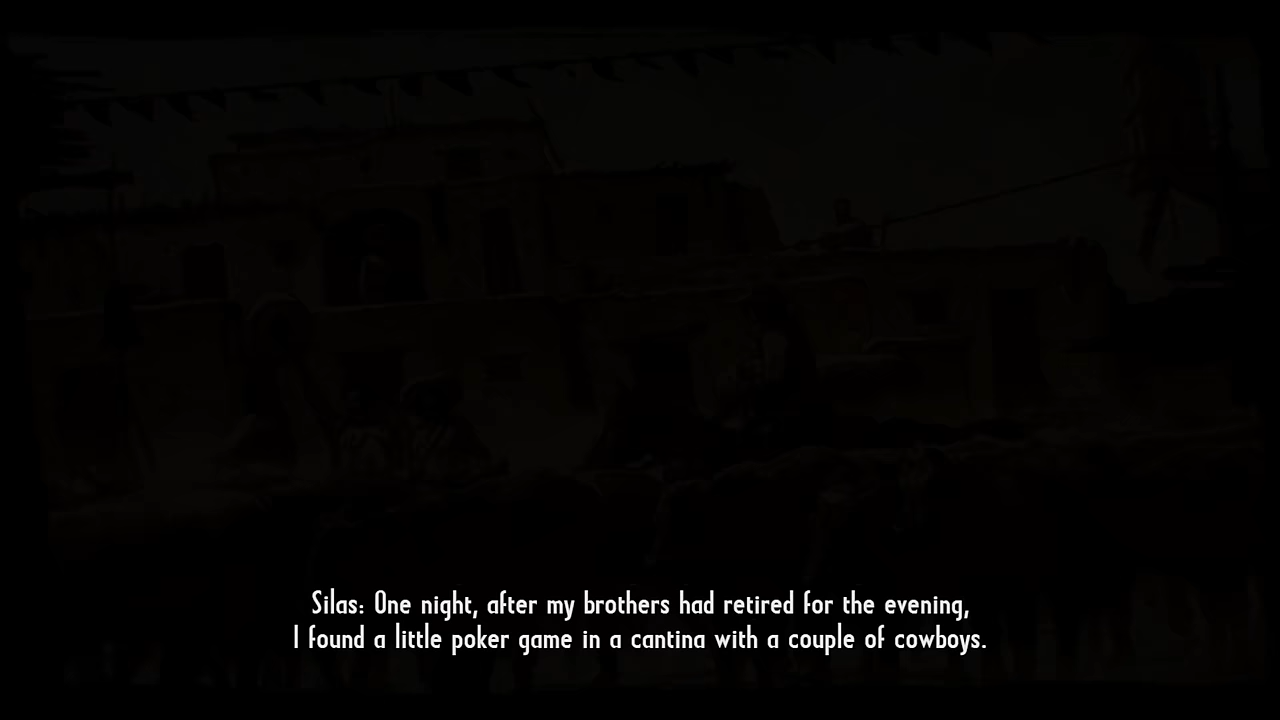 Silas: One night, after my brothers had retired for the evening,
I found a little poker game in a cantina with a couple of cowboys.